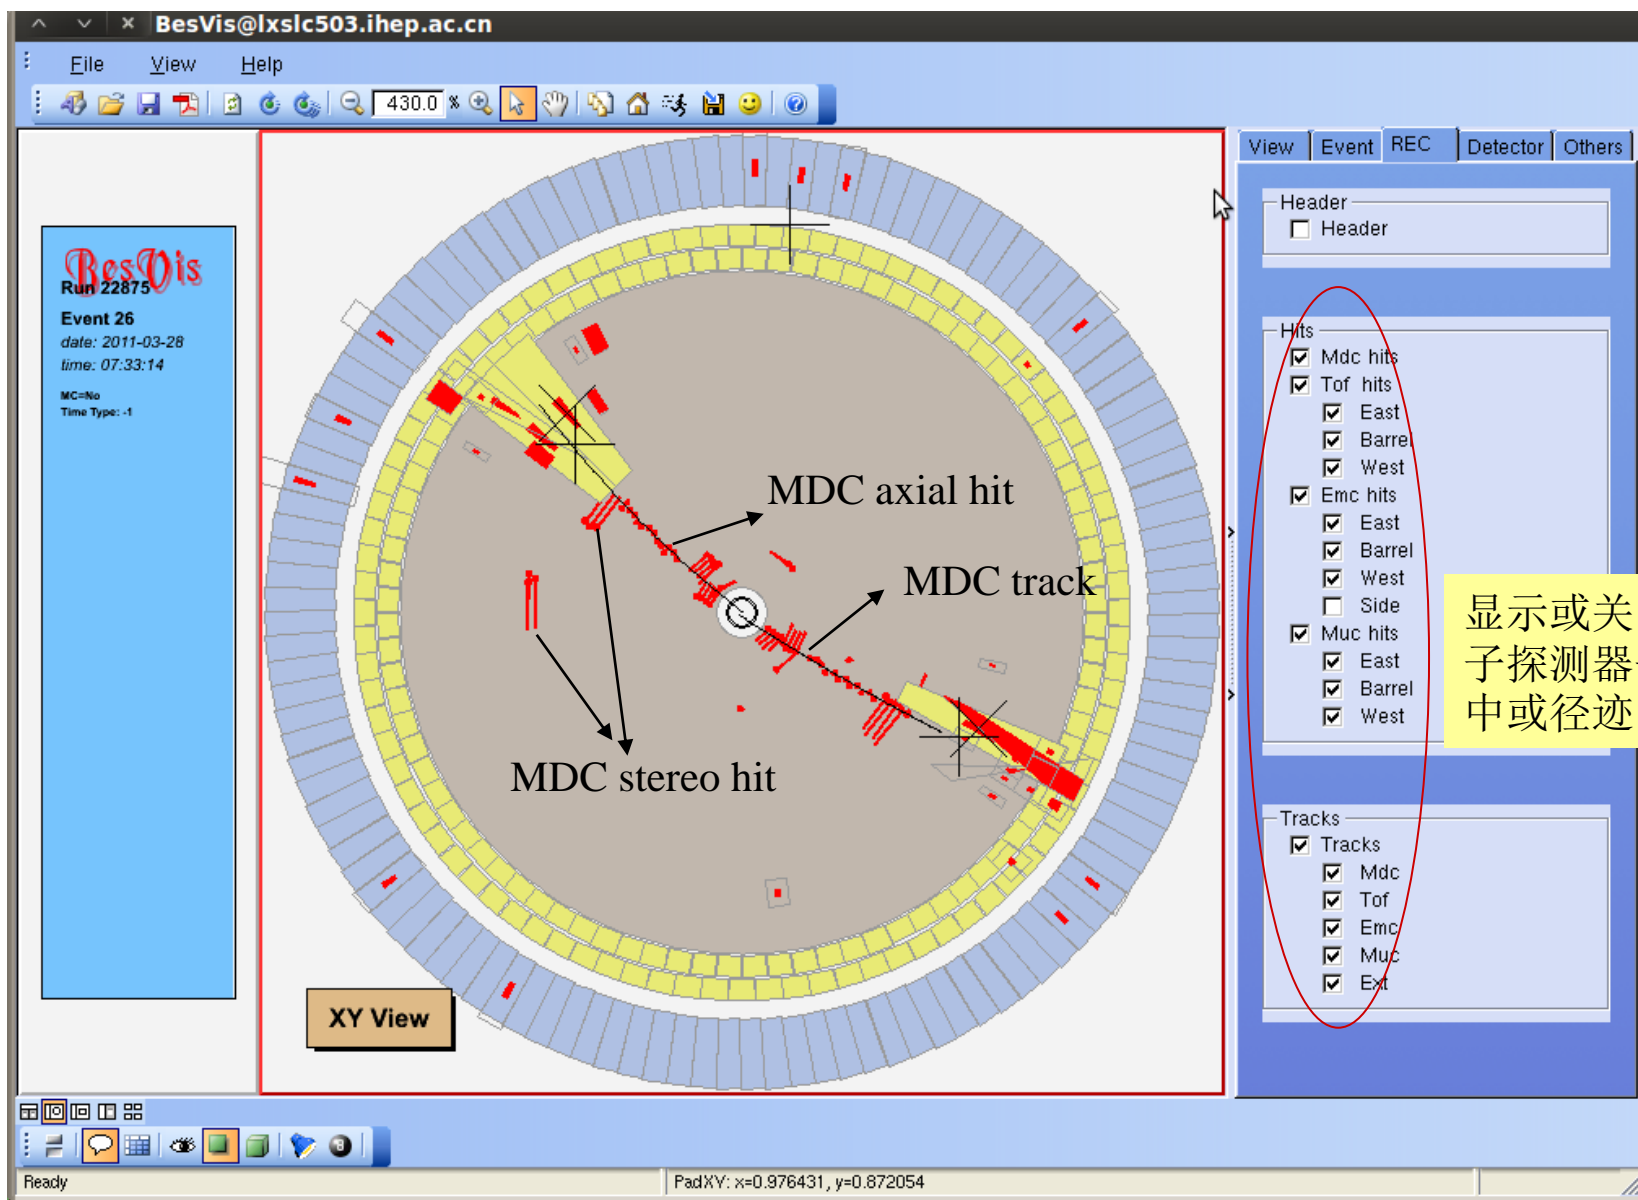 BesVis@lxslc503.ihep.ac.cn
File View Help
430.0 %
BesVis
Run 22875
Event 26
date: 2011-03-28
time: 07:33:14
MC=No
Time Type: -1
MDC axial hit
MDC track
MDC stereo hit
XY View
View Event REC Detector Others
Header
Header
Hits
Mdc hits
Tof hits
East
Barrel
West
Emc hits
East
Barrel
West
Side
Muc hits
East
Barrel
West
显示或关
子探测器
中或径迹
Tracks
Tracks
Mdc
Tof
Emc
Muc
Ext
Ready
PadXY: x=0.976431, y=0.872054